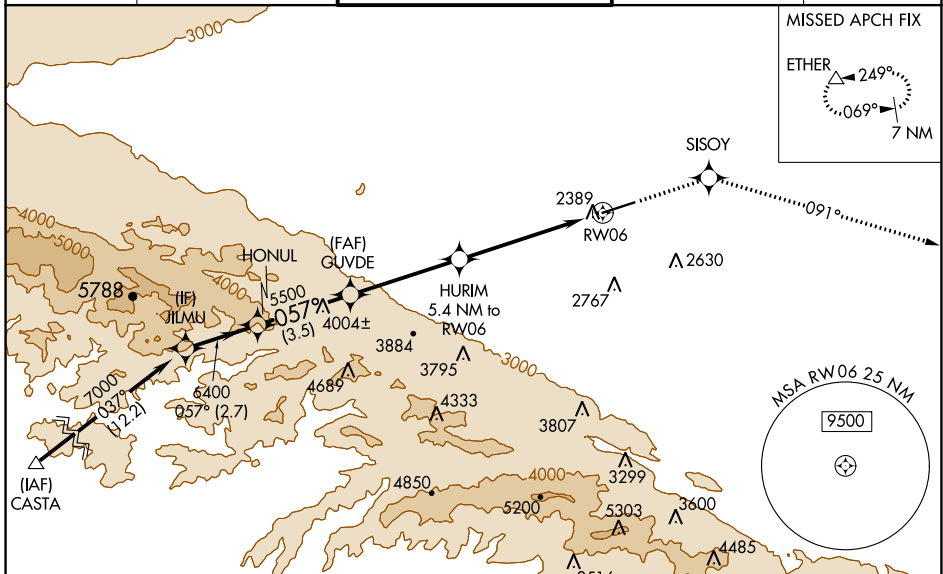 3000
MISSED APCH FIX
ETHER
249°
069°
7 NM
SISOY
2389
RW06
091°
4000
5000
HONUL
(FAF)
GUVDE
2630
5788
(IF)
JILMU
4000
5500
057°
(3.5)
4004±
HURIM
5.4 NM to
RW06
2767
3884
3795
3000
4689
6400
057° (2.7)
7000
037°
(12.2)
4333
3807
MSA RW06 25 NM
9500
(IAF)
CASTA
3299
4850
4000
5200
5303
3600
4485